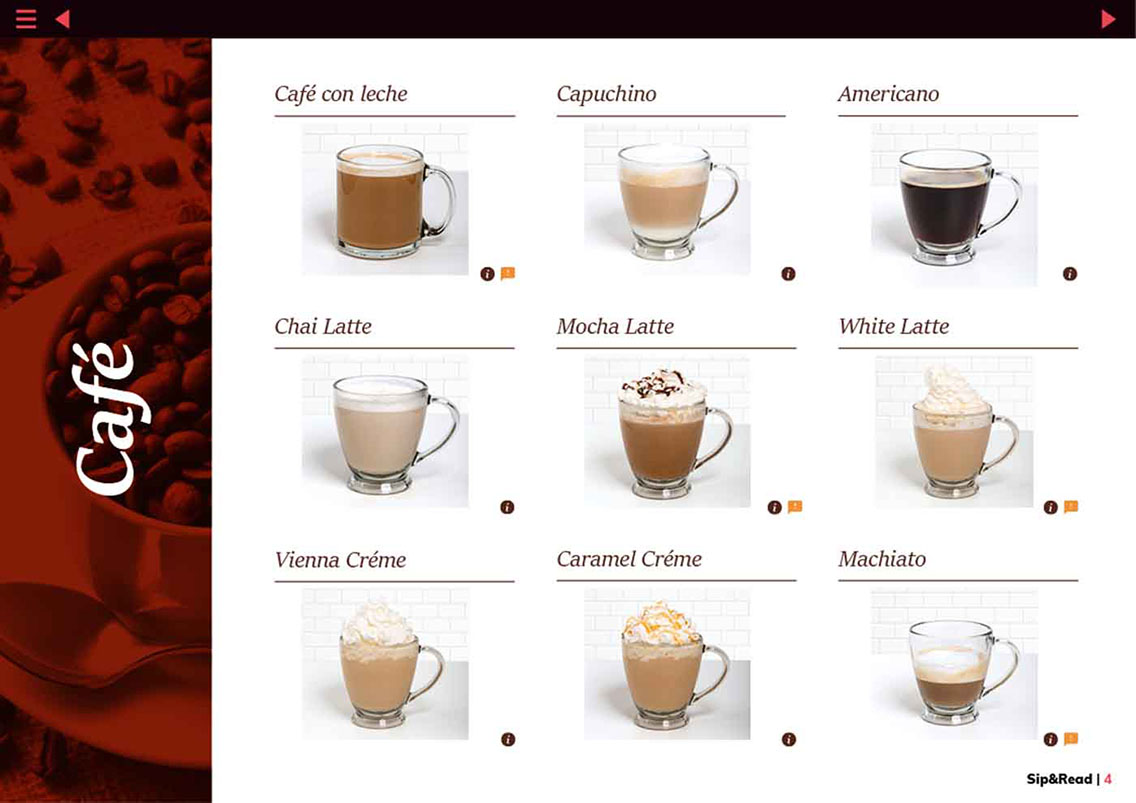 Café
Café con leche
Capuchino
Americano
Chai Latte
Mocha Latte
White Latte
Vienna Créme
Caramel Créme
Machiato
Sip&Read | 4